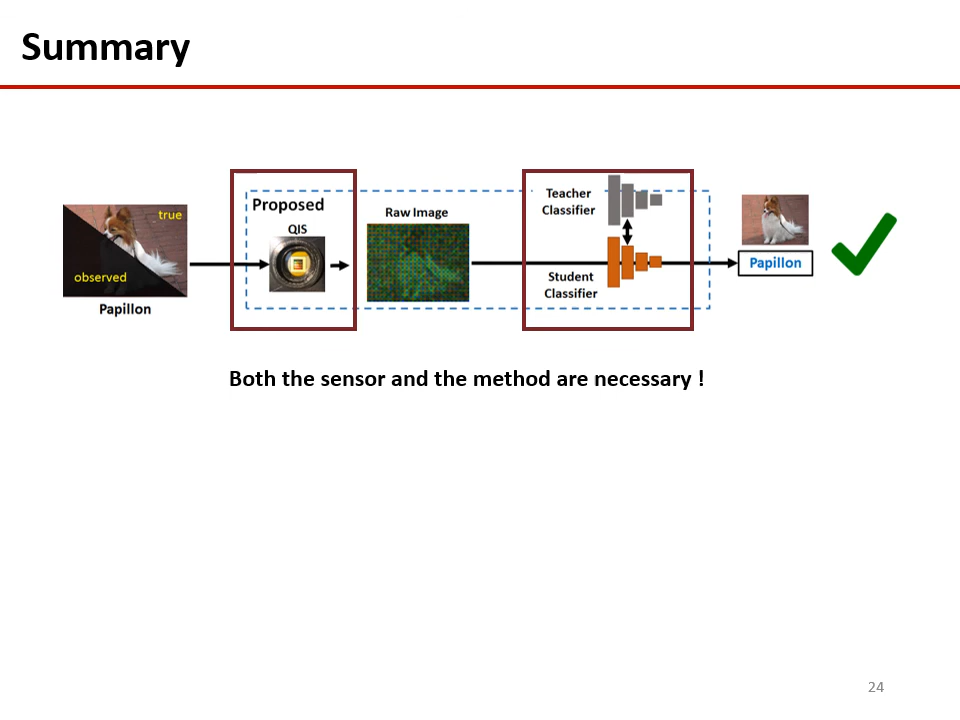 Summary
true
observed
Papillon
Proposed
QIS
Raw Image
Teacher
Classifier
Student
Classifier
Papillon
Both the sensor and the method are necessary !
24